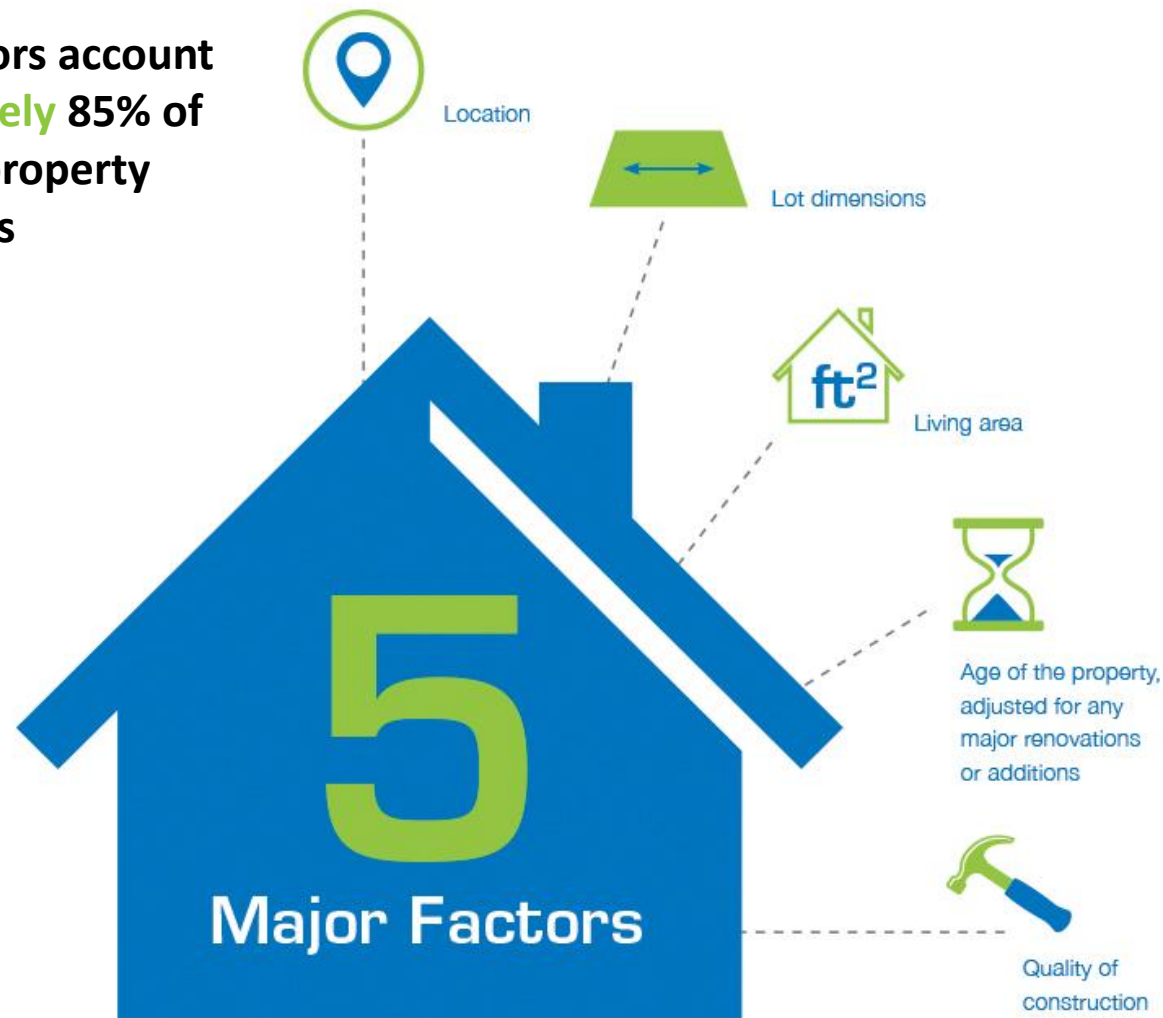 ors account
ely 85% of
property
s
Location
Lot dimensions
ft²
Living area
Age of the property,
adjusted for any
major renovations
or additions
5
Major Factors
Quality of
construction